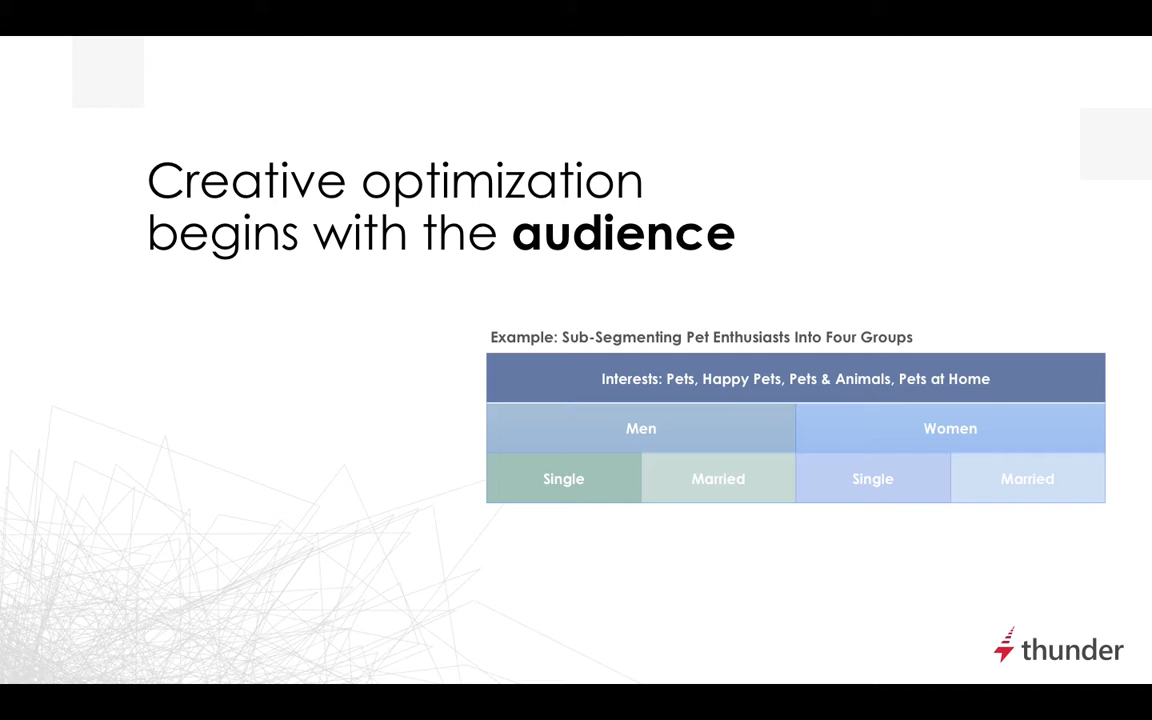 Creative optimization
begins with the audience
Example: Sub-Segmenting Pet Enthusiasts Into Four Groups
Interests: Pets, Happy Pets, Pets & Animals, Pets at Home
Men Women
Single Married Single Married
thunder